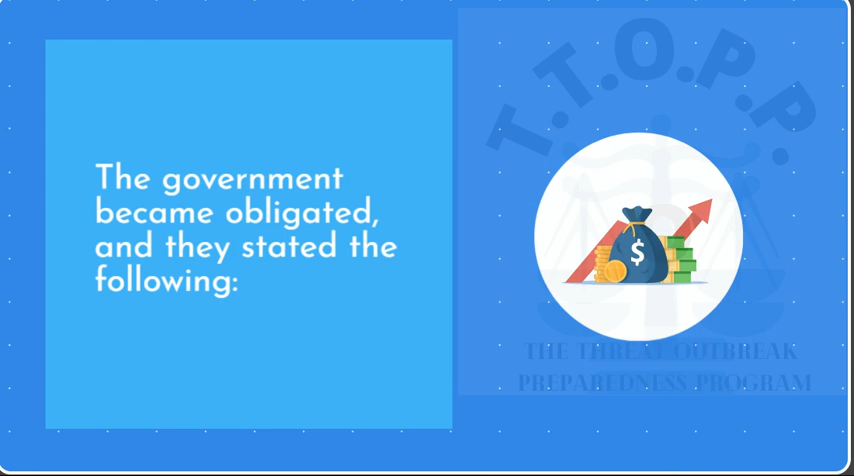 The government
became obligated,
and they stated the
following:
T.T.O.P.P.
$
THE THREAT OUTBREAK
PREPAREDNESS PROGRAM